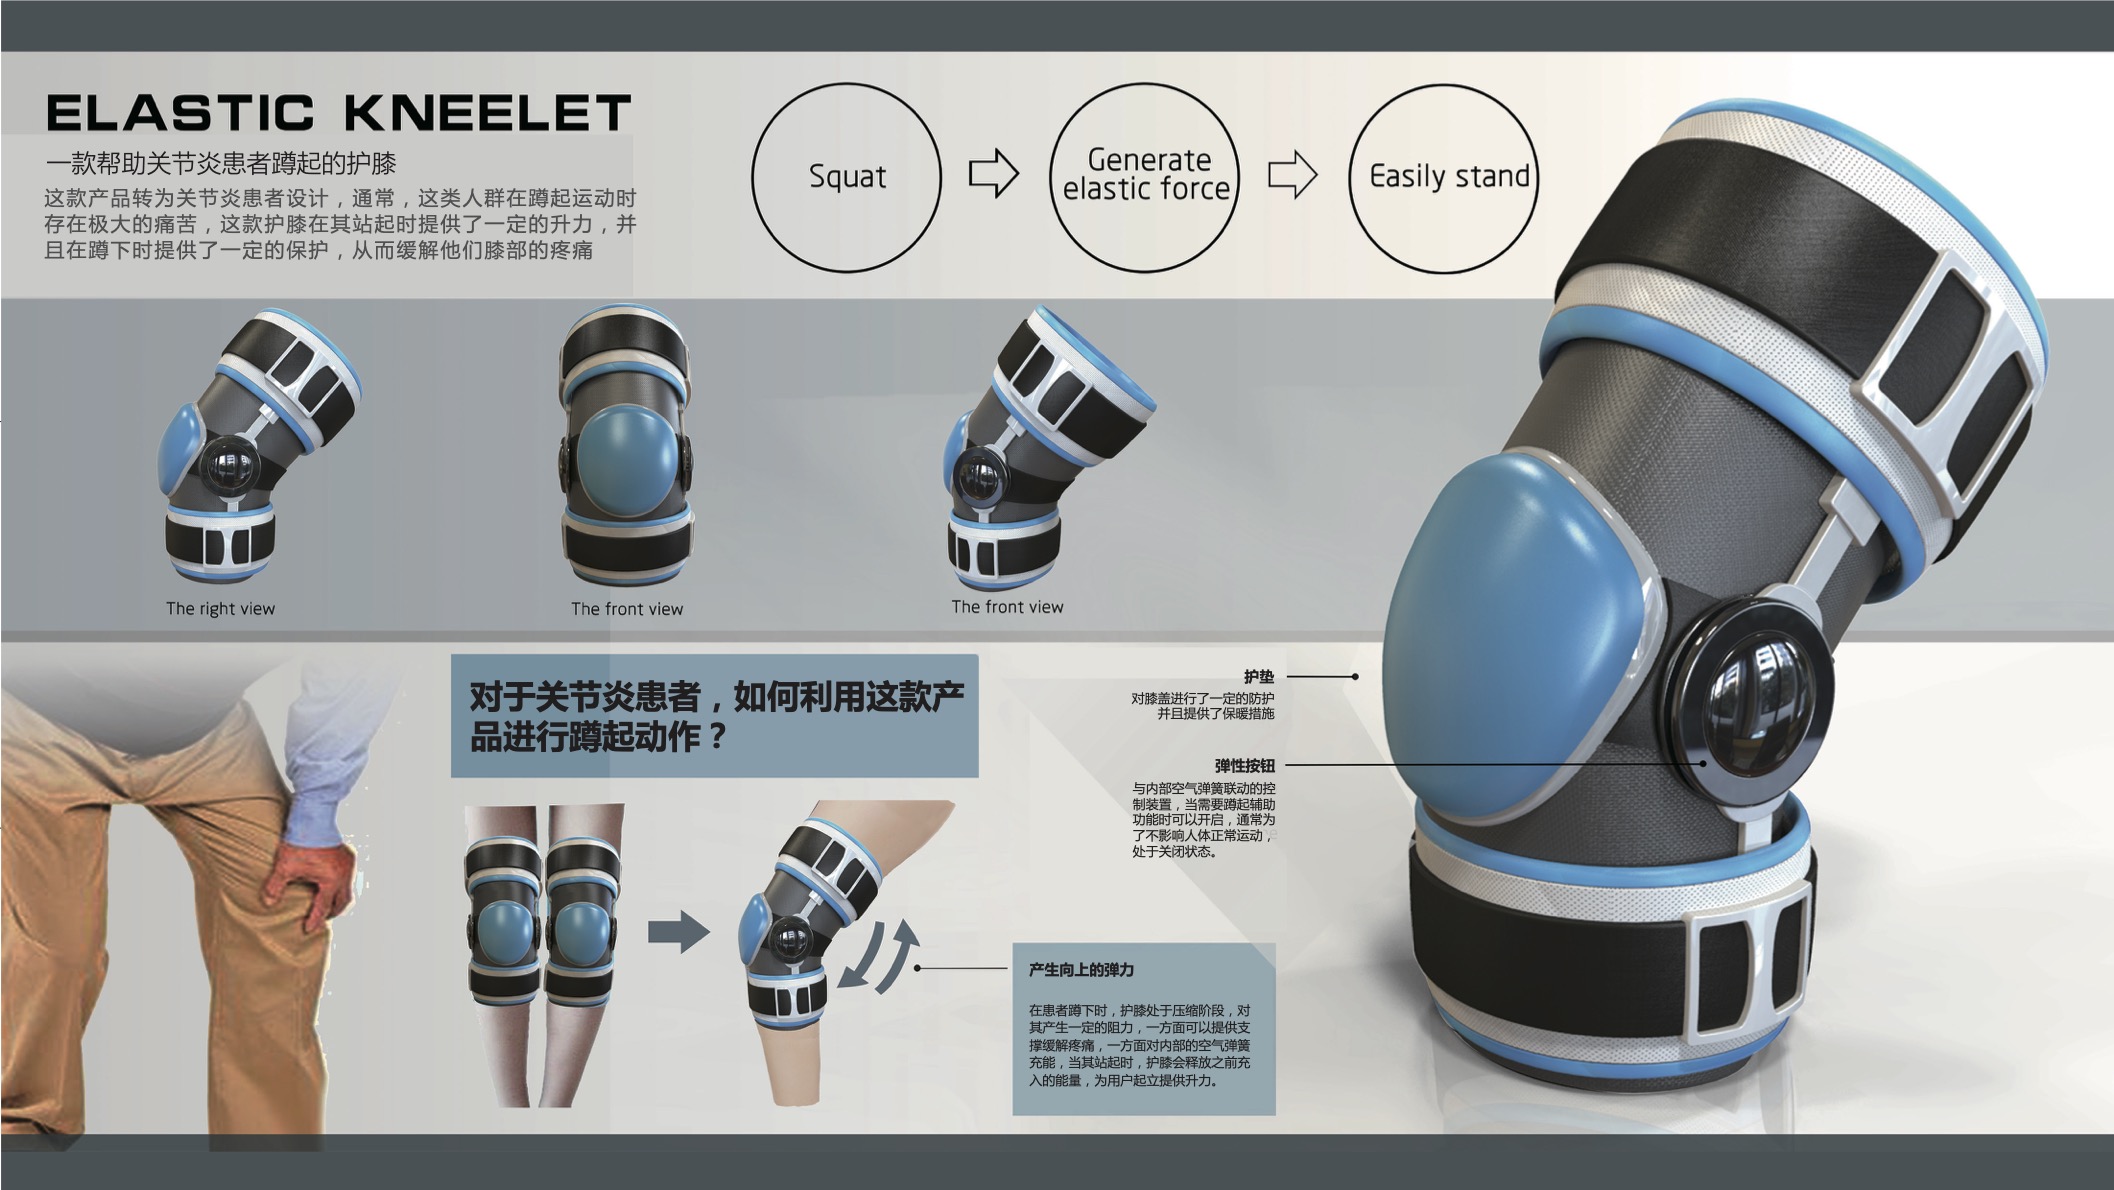 ELASTIC KNEELET
一款帮助关节炎患者蹲起的护膝
这款产品转为关节炎患者设计，通常，这类人群在蹲起运动时
存在极大的痛苦，这款护膝在其站起时提供了一定的升力，并
且在蹲下时提供了一定的保护，从而缓解他们膝部的疼痛
Squat
Generate
elastic force
Easily stand
The right view
The front view
The front view
对于关节炎患者，如何利用这款产
品进行蹲起动作？
护垫
对膝盖进行了一定的防护
并且提供了保暖措施
弹性按钮
与内部空气弹簧联动的控
制装置，当需要蹲起辅助
功能时可以开启，通常为
了不影响人体正常运动，
处于关闭状态。
产生向上的弹力
在患者蹲下时，护膝处于压缩阶段，对
其产生一定的阻力，一方面可以提供支
撑缓解疼痛，一方面对内部的空气弹簧
充能，当其站起时，护膝会释放之前充
入的能量，为用户起立提供升力。